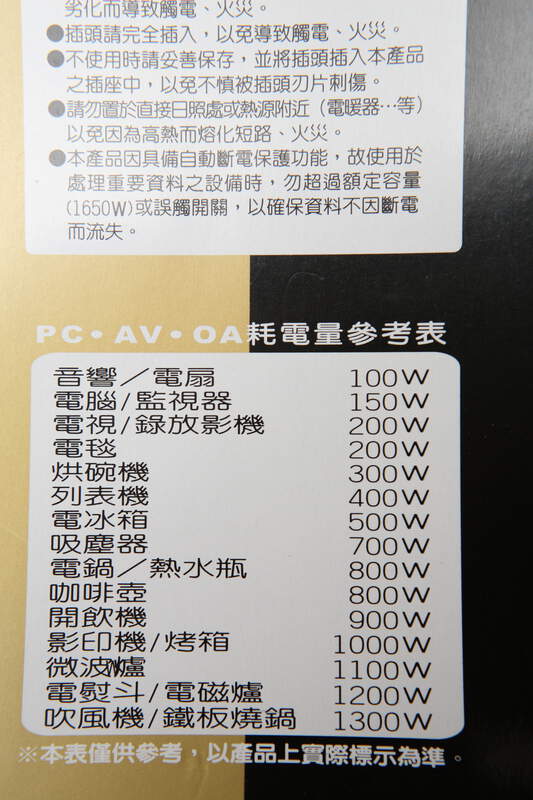 劣化而導致觸電、火災。
●插頭請完全插入，以免導致觸電、火災。
●不使用時請妥善保存，並將插頭插入本產品
之插座中，以免不慎被插頭刃片刺傷。
●請勿置於直接日照處或熱源附近（電暖器…等）
以免因為高熱而熔化短路、火災。
●本產品因具備自動斷電保護功能，故使用於
處理重要資料之設備時，勿超過額定容量
(1650W)或誤觸開關，以確保資料不因斷電
而流失。
PC•AV•OA耗電量參考表
音響／電扇 100W
電腦/監視器 150W
電視/錄放影機 200W
電毯 200W
烘碗機 300W
列表機 400W
電冰箱 500W
吸塵器 700W
電鍋／熱水瓶 800W
咖啡壺 800W
開飲機 900W
影印機/烤箱 1000W
微波爐 1100W
電熨斗/電磁爐 1200W
吹風機/鐵板燒鍋 1300W
※本表僅供參考，以產品上實際標示為準。